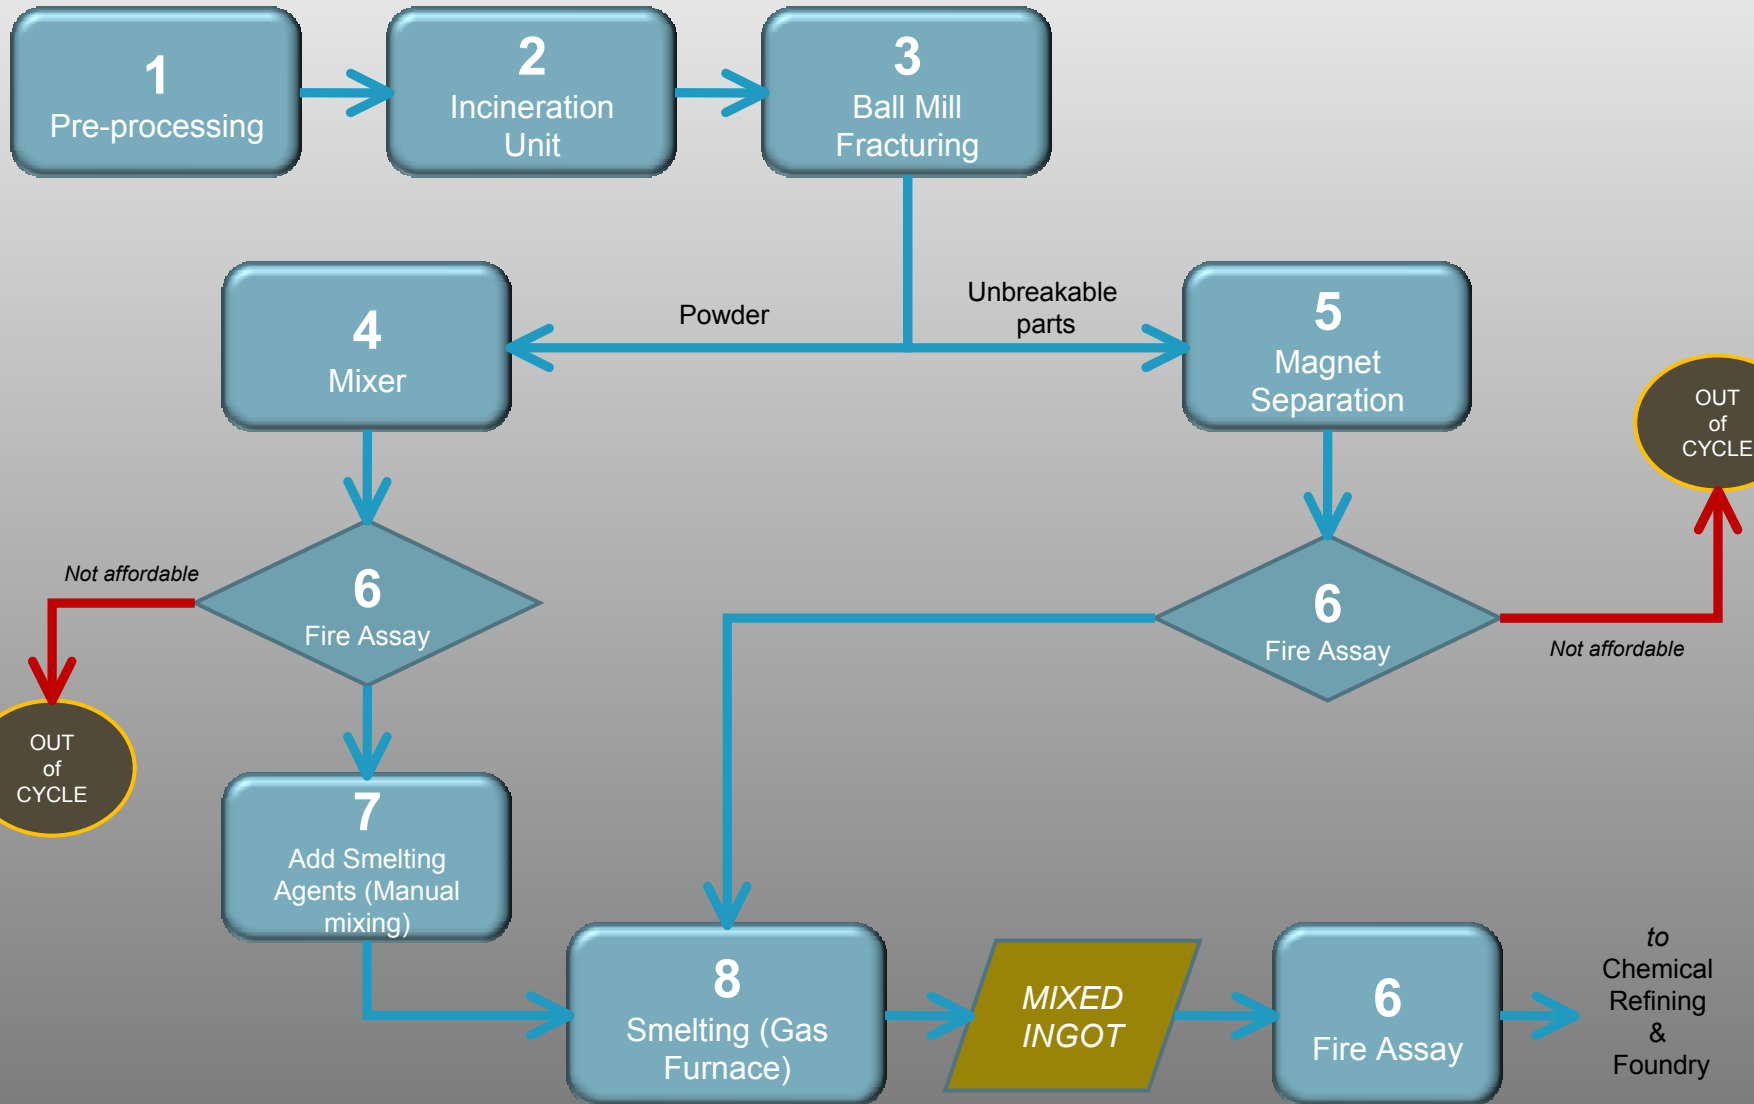 1
Pre-processing
2
Incineration
Unit
3
Ball Mill
Fracturing
4
Mixer
Powder
Unbreakable
parts
5
Magnet
Separation
OUT
of
CYCLE
Not affordable
6
Fire Assay
6
Fire Assay
Not affordable
OUT
of
CYCLE
7
Add Smelting
Agents (Manual
mixing)
8
Smelting (Gas
Furnace)
MIXED
INGOT
6
Fire Assay
to
Chemical
Refining
&
Foundry